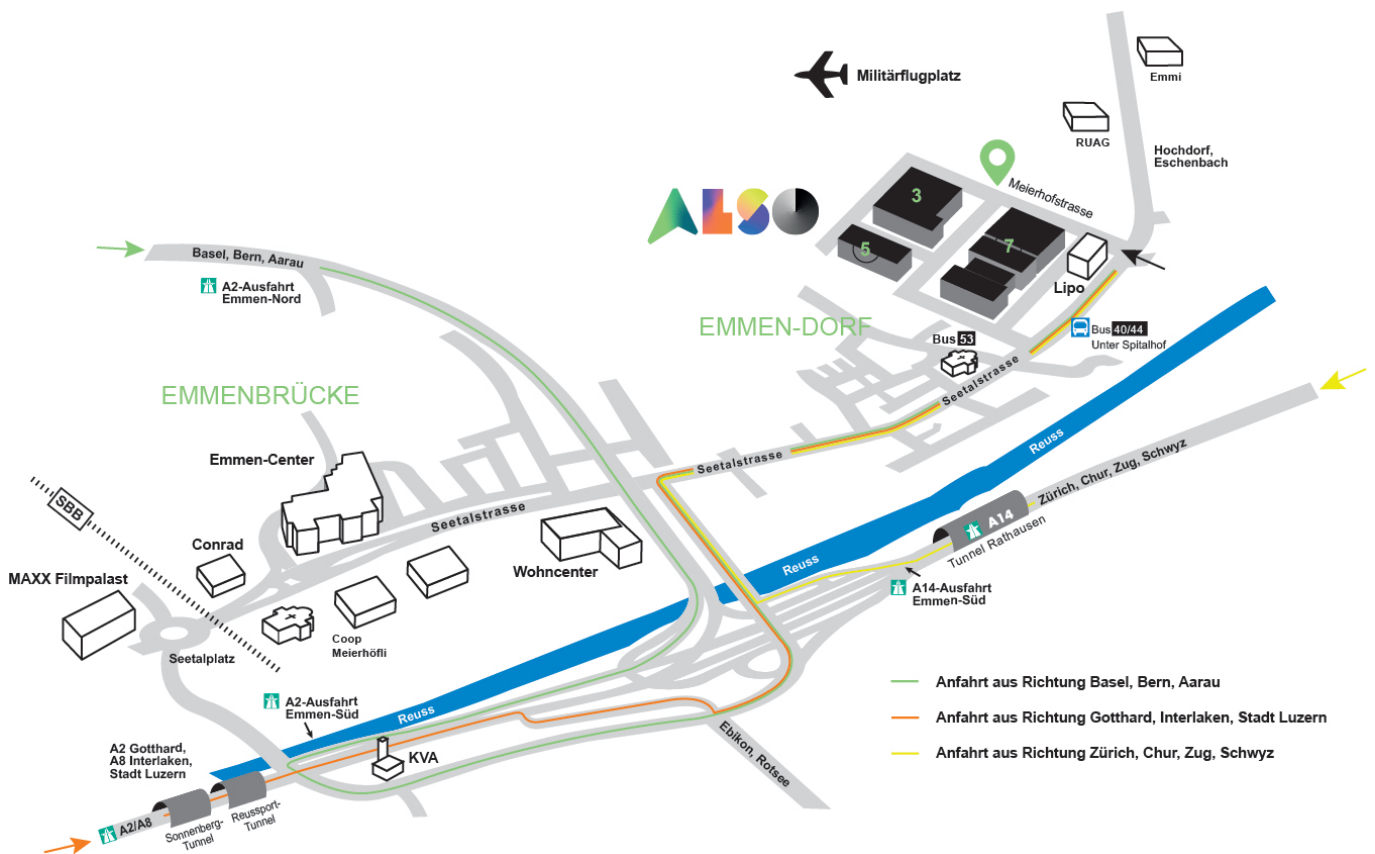 Militärflugplatz
Emmi
RUAG
Hochdorf,
Eschenbach
Meierhofstrasse
ALSO
3
5
7
Lipo
Basel, Bern, Aarau
A2-Ausfahrt
Emmen-Nord
EMMEN-DORF
Bus 53
Bus 40/44
Unter Spitalhof
Seetalstrasse
EMMENBRÜCKE
Reuss
Emmen-Center
Seetalstrasse
Zürich, Chur, Zug, Schwyz
SBB
Seetalstrasse
A14
Tunnel Rathausen
Conrad
Wohncenter
Reuss
MAXX Filmpalast
A14-Ausfahrt
Emmen-Süd
Coop
Meierhöfli
Seetalplatz
Anfahrt aus Richtung Basel, Bern, Aarau
A2-Ausfahrt
Emmen-Süd
Reuss
Anfahrt aus Richtung Gotthard, Interlaken, Stadt Luzern
Ebikon, Rotsee
A2 Gotthard,
A8 Interlaken,
Stadt Luzern
KVA
Anfahrt aus Richtung Zürich, Chur, Zug, Schwyz
A2/A8
Sonnenberg-
Tunnel
Reussport-
Tunnel